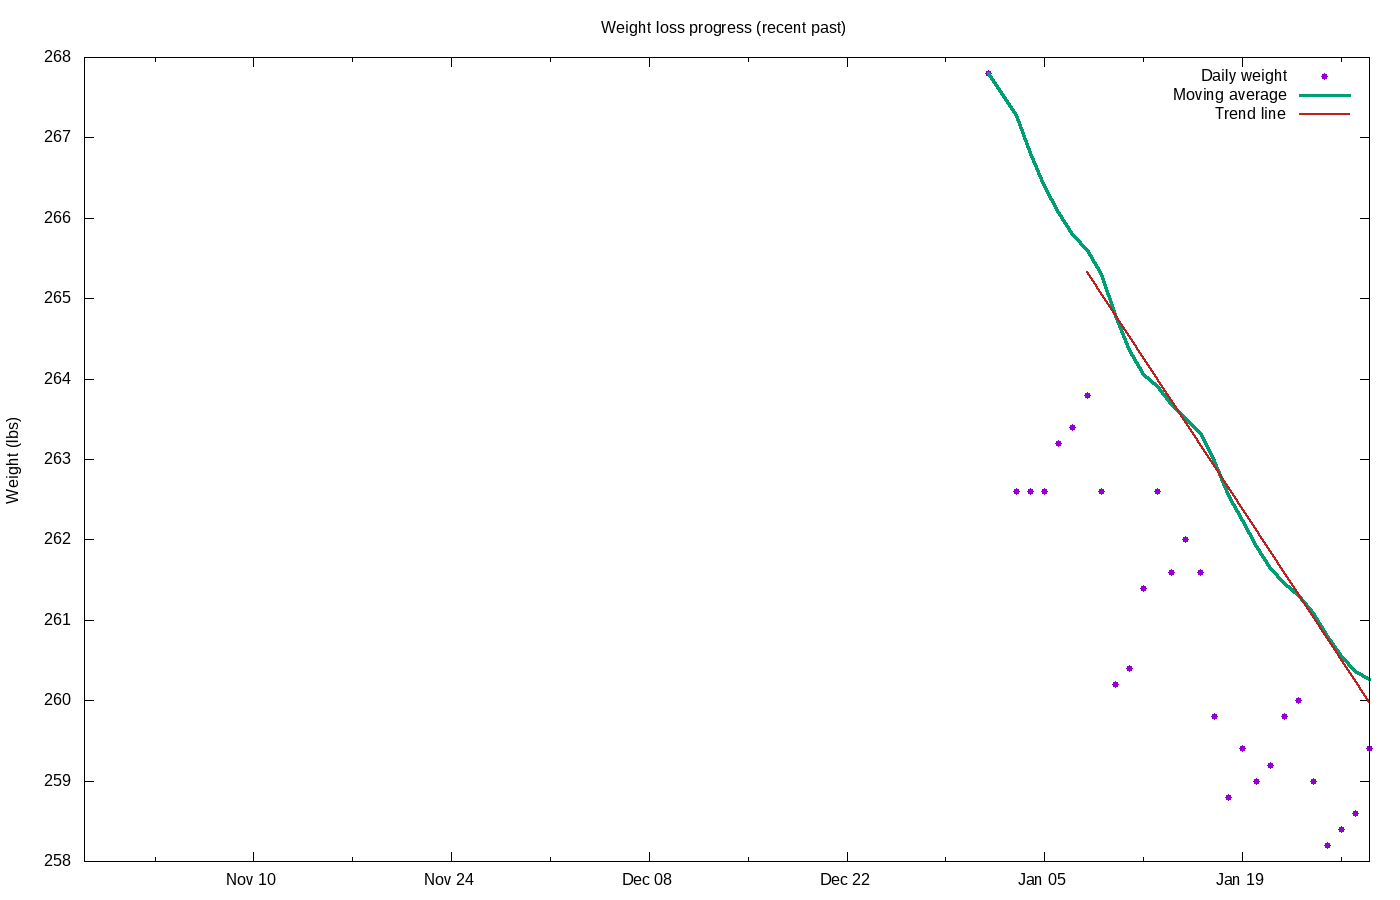 Weight loss progress (recent past)
268
267
266
265
264
263
262
261
260
259
258
Weight (lbs)
Daily weight
Moving average
Trend line
Nov 10
Nov 24
Dec 08
Dec 22
Jan 05
Jan 19